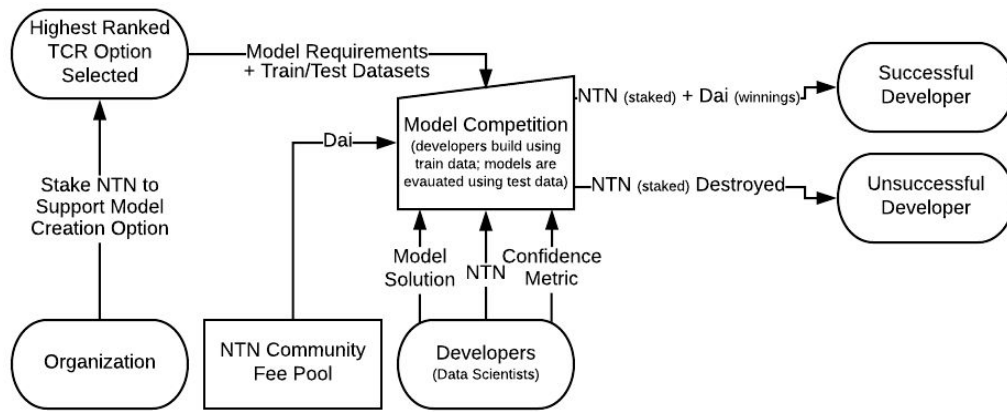 Highest Ranked
TCR Option
Selected
Model Requirements
+ Train/Test Datasets
NTN (staked) + Dai (winnings)
Successful
Developer
Model Competition
(developers build using
train data; models are
evauated using test data)
Dai
NTN (staked) Destroyed
Unsuccessful
Developer
Stake NTN to
Support Model
Creation Option
Model
Solution
NTN
Confidence
Metric
Organization
NTN Community
Fee Pool
Developers
(Data Scientists)